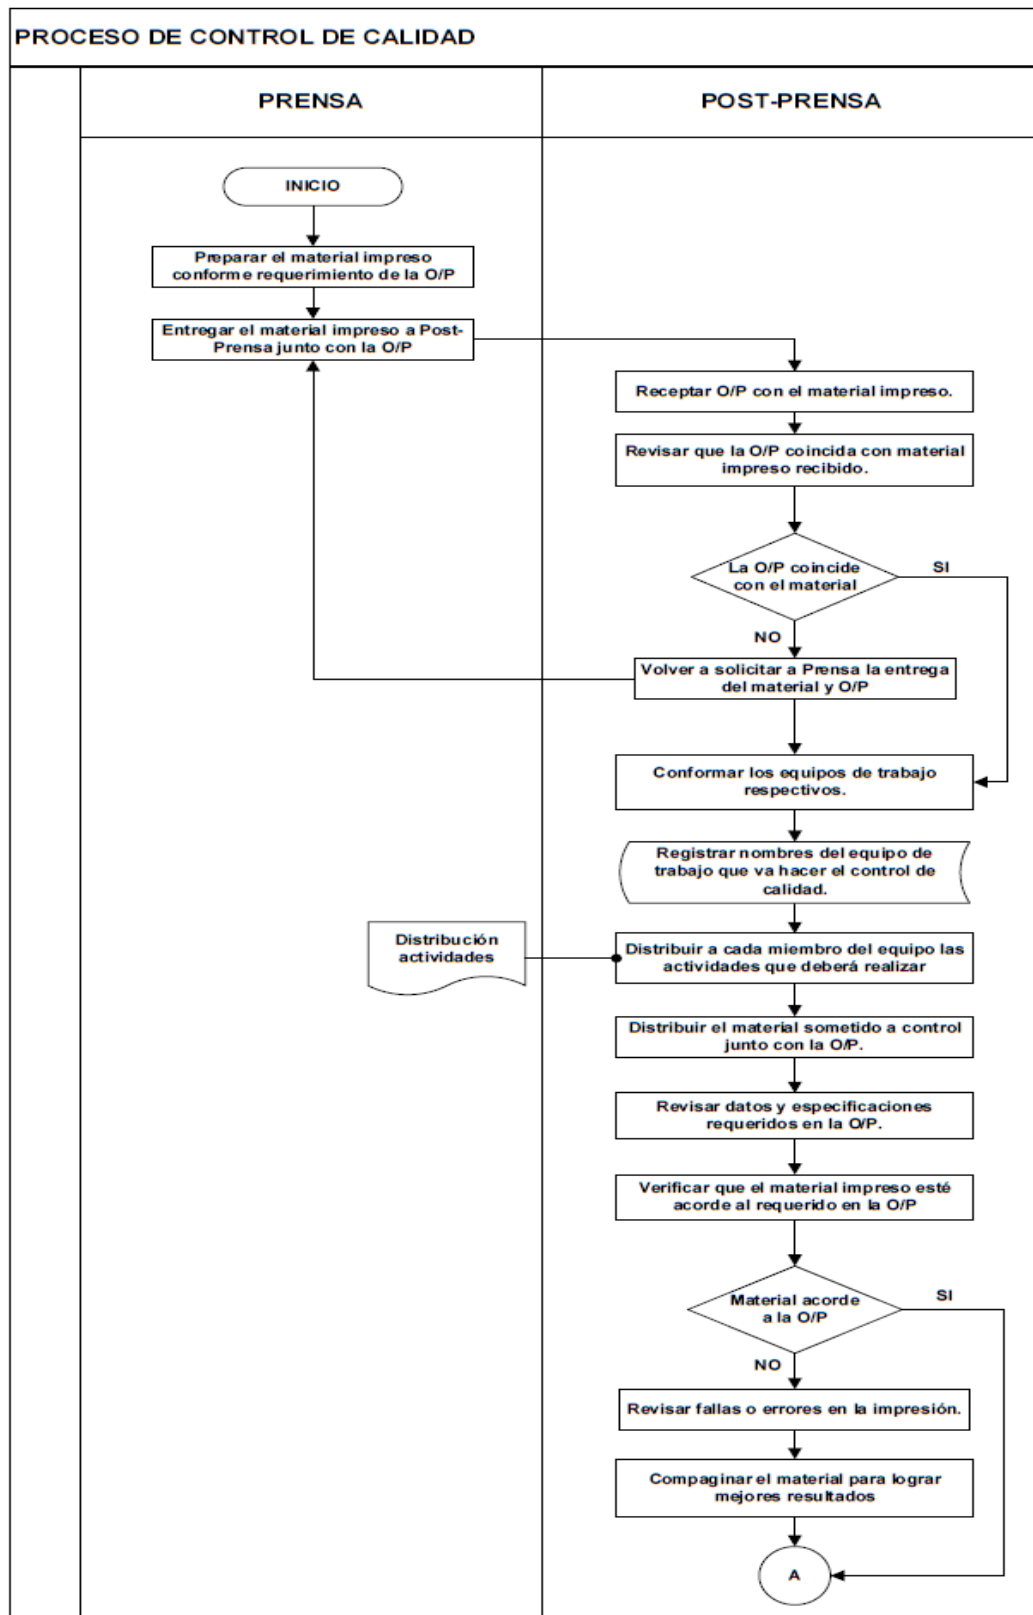 PROCESO DE CONTROL DE CALIDAD
PRENSA
POST-PRENSA
INICIO
Preparar el material impreso
conforme requerimiento de la O/P
Entregar el material impreso a Post-
Prensa junto con la O/P
Receptar O/P con el material impreso.
Revisar que la O/P coincida con material
impreso recibido.
La O/P coincide
con el material
SI
NO
Volver a solicitar a Prensa la entrega
del material y O/P
Conformar los equipos de trabajo
respectivos.
Registrar nombres del equipo de
trabajo que va hacer el control de
calidad.
Distribución
actividades
Distribuir a cada miembro del equipo las
actividades que deberá realizar
Distribuir el material sometido a control
junto con la O/P.
Revisar datos y especificaciones
requeridos en la O/P.
Verificar que el material impreso esté
acorde al requerido en la O/P
Material acorde
a la O/P
SI
NO
Revisar fallas o errores en la impresión.
Compaginar el material para lograr
mejores resultados
A